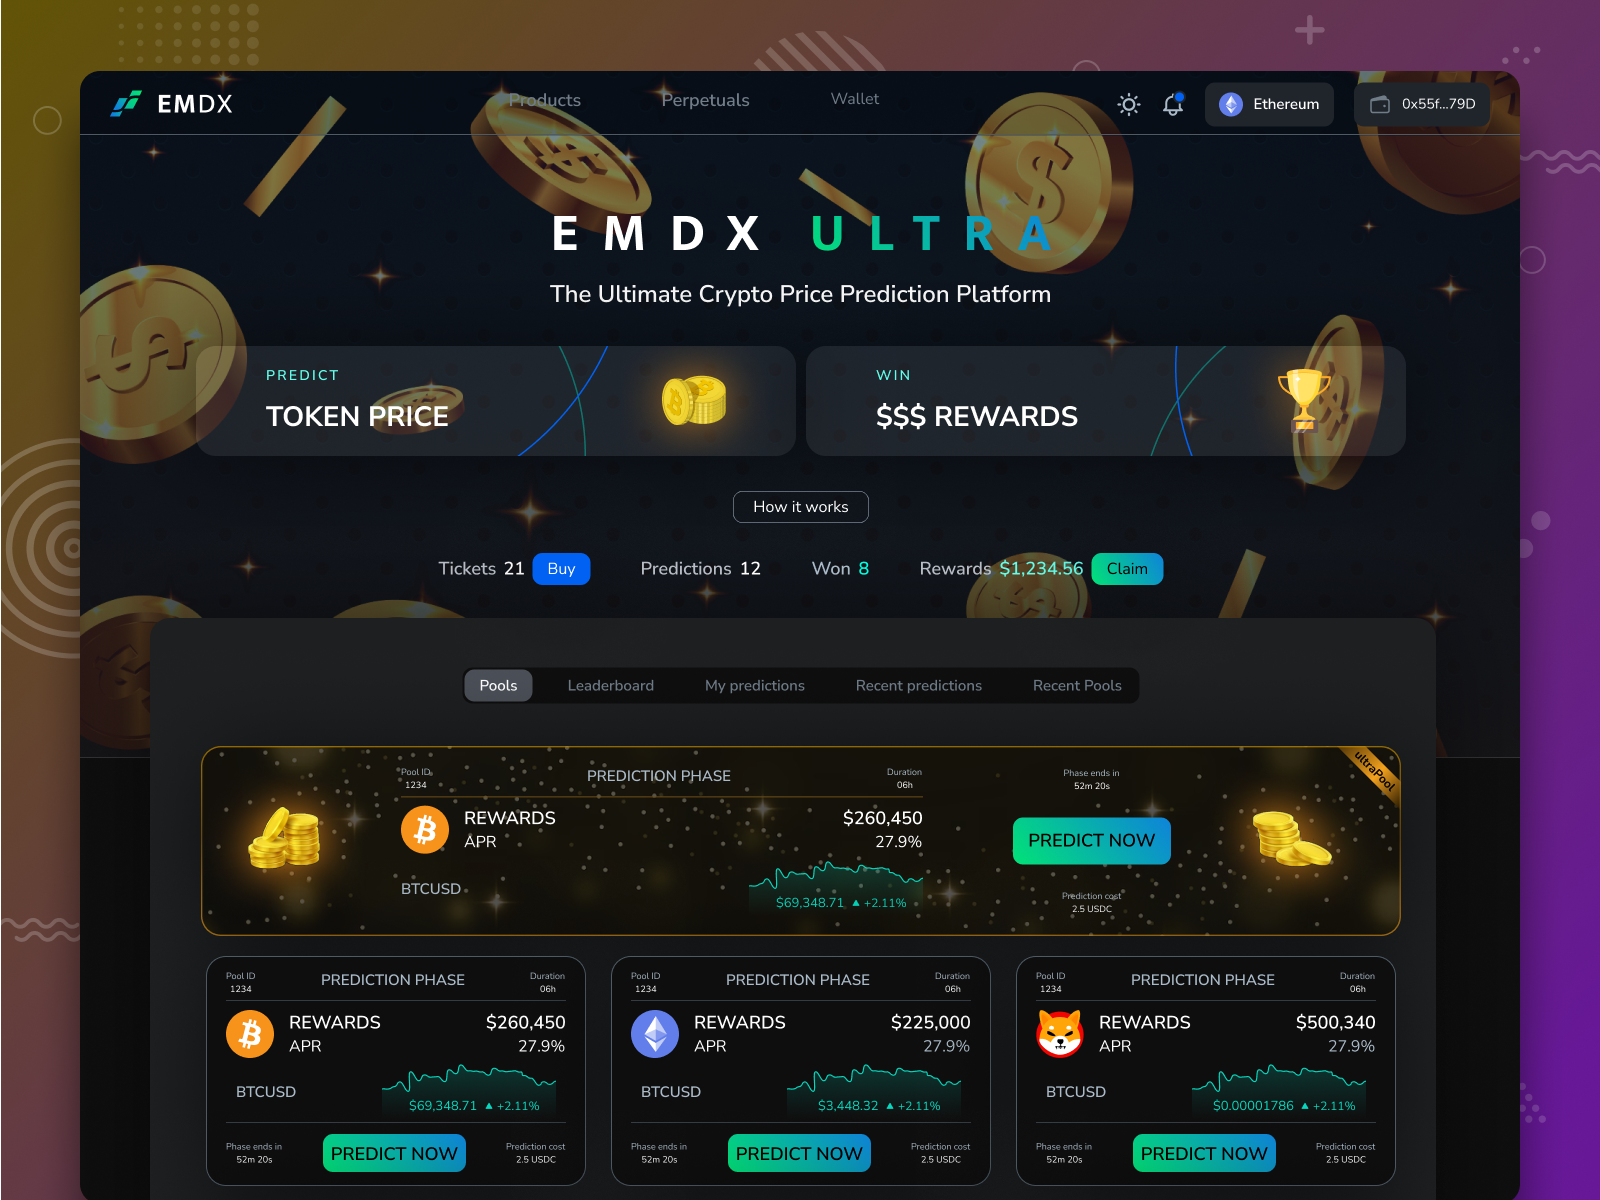 EMDX
Products
Perpetuals
Wallet
Ethereum
0x55f...79D
EMDX ULTRA
The Ultimate Crypto Price Prediction Platform
PREDICT
TOKEN PRICE
WIN
$$$ REWARDS
How it works
Tickets 21 Buy
Predictions 12
Won 8
Rewards $1,234.56 Claim
Pools
Leaderboard
My predictions
Recent predictions
Recent Pools
Pool ID
1234
PREDICTION PHASE
Duration
06h
REWARDS $260,450
APR 27.9%
BTCUSD
$69,348.71 ▲ +2.11%
Phase ends in
52m 20s
PREDICT NOW
Prediction cost
2.5 USDC
ultraPool
Pool ID
1234
PREDICTION PHASE
Duration
06h
REWARDS $260,450
APR 27.9%
BTCUSD
$69,348.71 ▲ +2.11%
Phase ends in
52m 20s
PREDICT NOW
Prediction cost
2.5 USDC
Pool ID
1234
PREDICTION PHASE
Duration
06h
REWARDS $225,000
APR 27.9%
BTCUSD
$3,448.32 ▲ +2.11%
Phase ends in
52m 20s
PREDICT NOW
Prediction cost
2.5 USDC
Pool ID
1234
PREDICTION PHASE
Duration
06h
REWARDS $500,340
APR 27.9%
BTCUSD
$0.00001786 ▲ +2.11%
Phase ends in
52m 20s
PREDICT NOW
Prediction cost
2.5 USDC